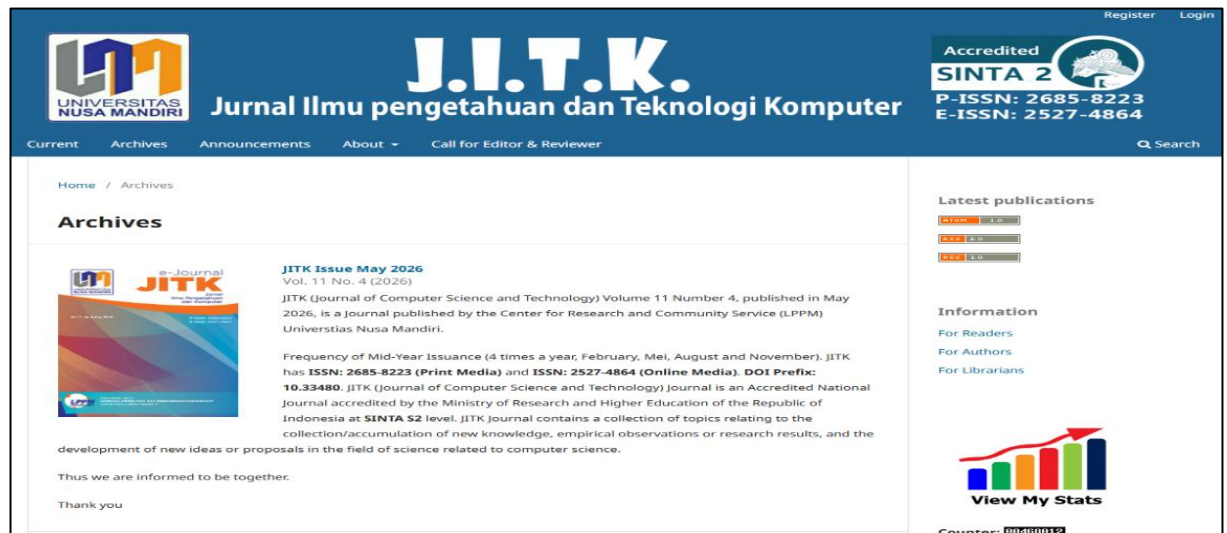 Register Login
UNIVERSITAS
NUSA MANDIRI
J.I.T.K.
Jurnal Ilmu pengetahuan dan Teknologi Komputer
Accredited
SINTA 2
P-ISSN: 2685-8223
E-ISSN: 2527-4864
Current Archives Announcements About Call for Editor & Reviewer Search
Home / Archives
Archives
e-Journal
JITK
Jurnal
Ilmu Pengetahuan
dan Komputer
LPPM
JITK Issue May 2026
Vol. 11 No. 4 (2026)
JITK (Journal of Computer Science and Technology) Volume 11 Number 4, published in May
2026, is a Journal published by the Center for Research and Community Service (LPPM)
Universtias Nusa Mandiri.
Frequency of Mid-Year Issuance (4 times a year, February, Mei, August and November). JITK
has ISSN: 2685-8223 (Print Media) and ISSN: 2527-4864 (Online Media). DOI Prefix:
10.33480. JITK (Journal of Computer Science and Technology) Journal is an Accredited National
Journal accredited by the Ministry of Research and Higher Education of the Republic of
Indonesia at SINTA S2 level. JITK Journal contains a collection of topics relating to the
collection/accumulation of new knowledge, empirical observations or research results, and the
development of new ideas or proposals in the field of science related to computer science.
Thus we are informed to be together.
Thank you
Latest publications
ATOM 1.0
RSS 2.0
RSS 1.0
Information
For Readers
For Authors
For Librarians
View My Stats
Counter: